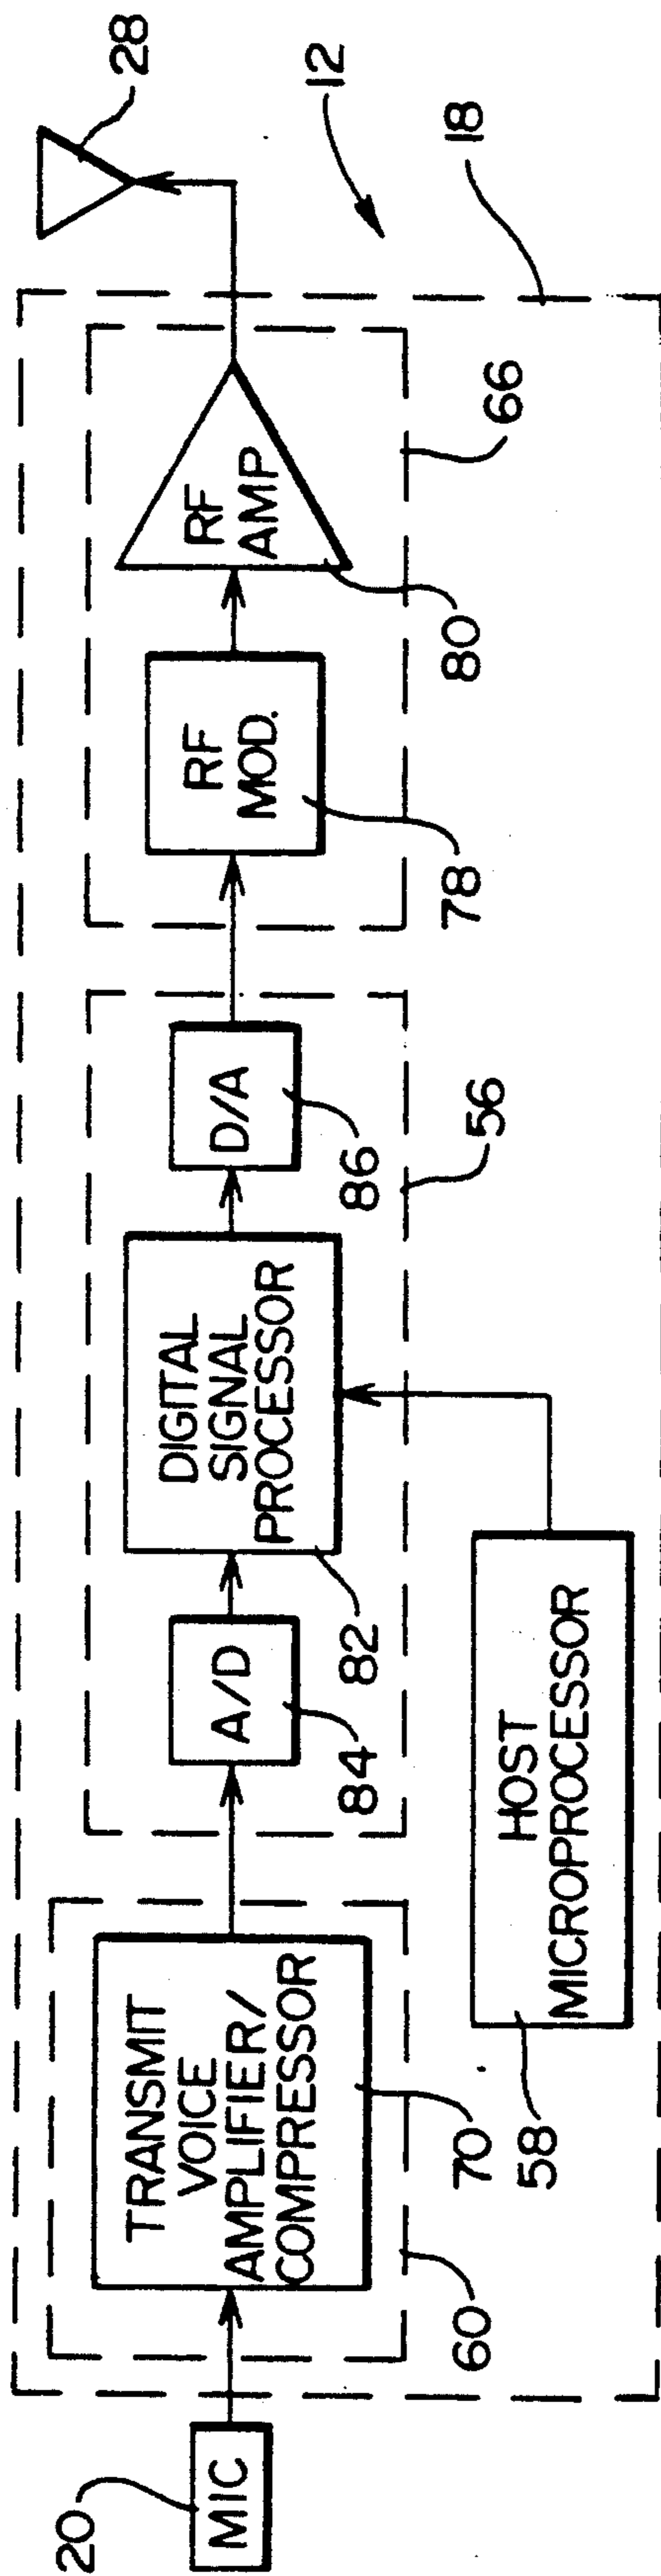 28
12
18
RF
AMP
66
80
RF
MOD.
78
D/A
86
56
DIGITAL
SIGNAL
PROCESSOR
82
A/D
84
HOST
MICROPROCESSOR
58
TRANSMIT
VOICE
AMPLIFIER/
COMPRESSOR
70
60
MIC
20